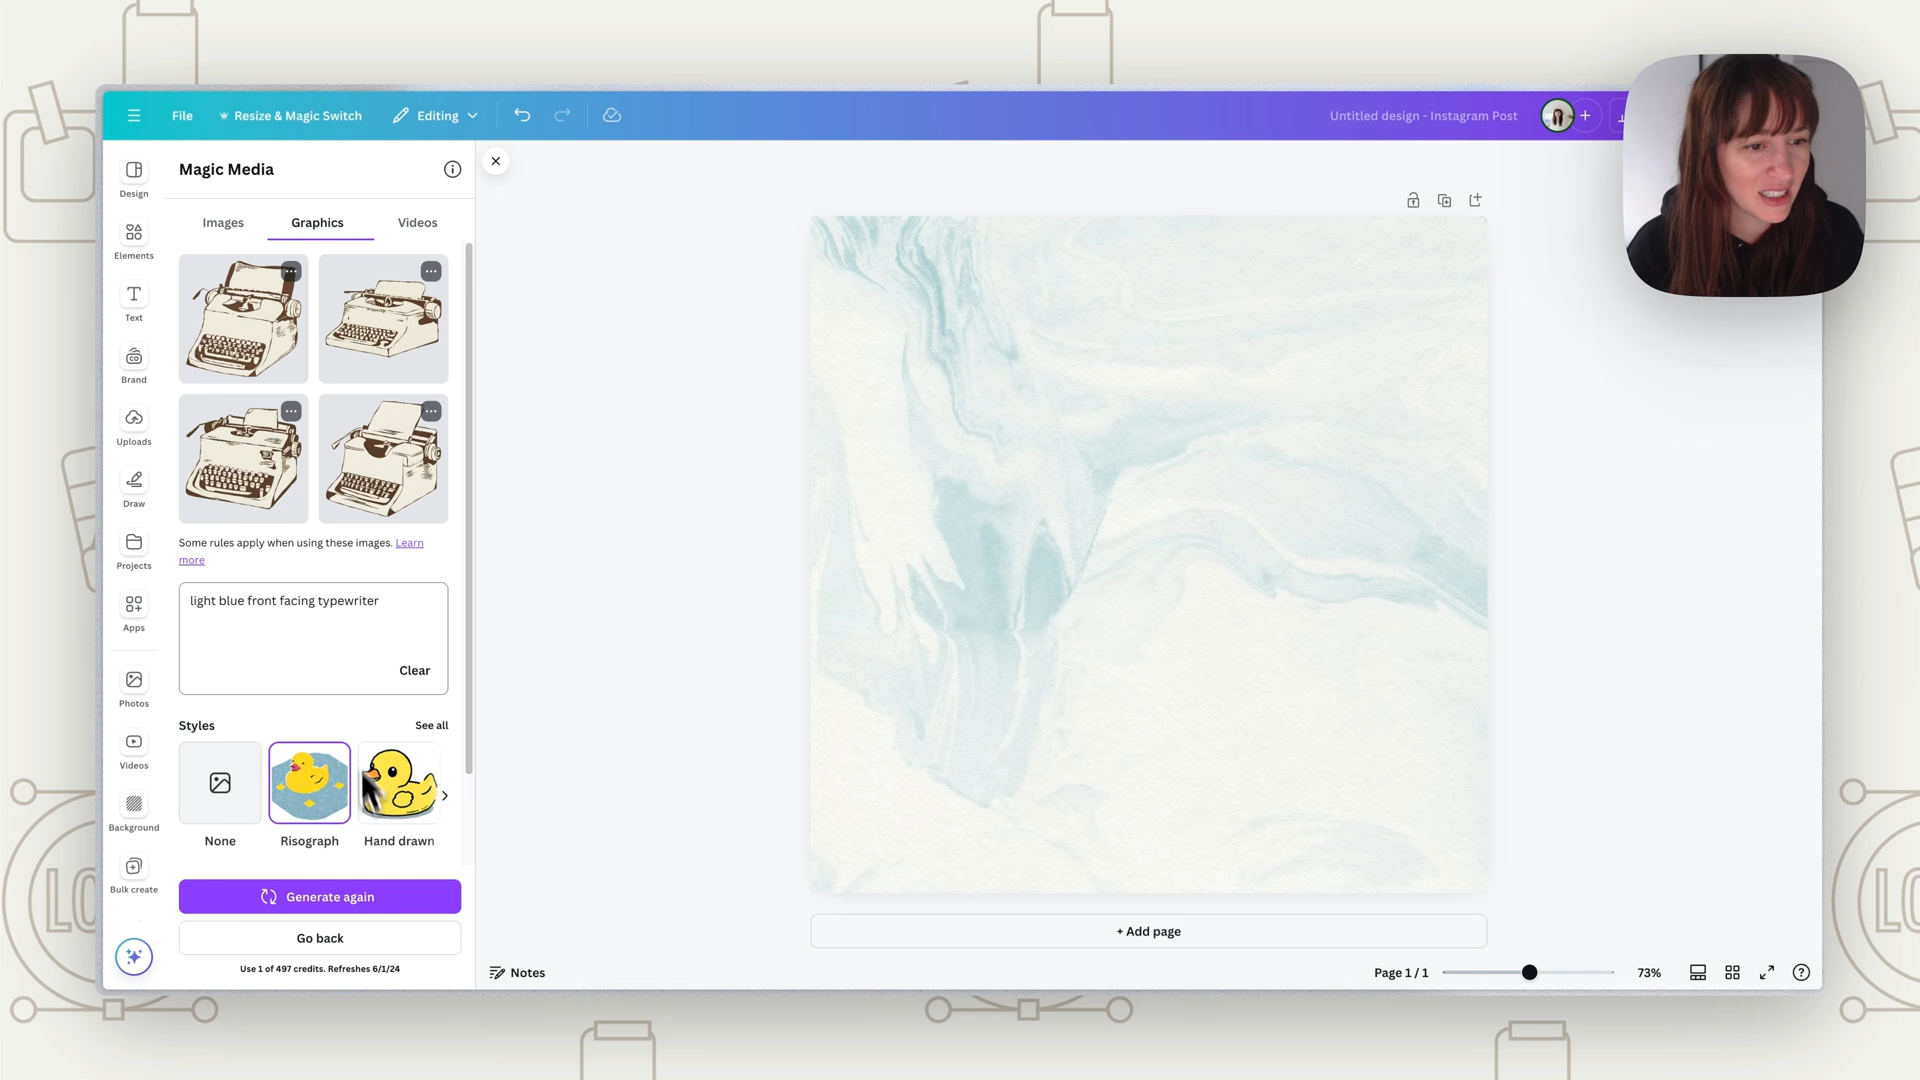 File
Resize & Magic Switch
Editing
Untitled design - Instagram Post
Design
Elements
Text
Brand
Uploads
Draw
Projects
Apps
Photos
Videos
Background
Bulk create
Magic Media
Images
Graphics
Videos
Some rules apply when using these images. Learn
more
light blue front facing typewriter
Clear
Styles
See all
None
Risograph
Hand drawn
Generate again
Go back
Use 1 of 497 credits. Refreshes 6/1/24
+ Add page
Notes
Page 1 / 1
73%